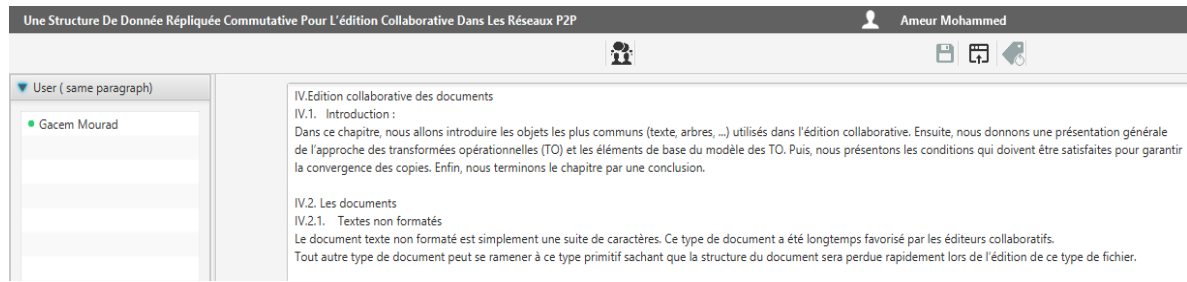 Une Structure De Donnée Répliquée Commutative Pour L'édition Collaborative Dans Les Réseaux P2P
Ameur Mohammed
User ( same paragraph)
Gacem Mourad
IV.Edition collaborative des documents
IV.1. Introduction :
Dans ce chapitre, nous allons introduire les objets les plus communs (texte, arbres, ...) utilisés dans l'édition collaborative. Ensuite, nous donnons une présentation générale
de l'approche des transformées opérationnelles (TO) et les éléments de base du modèle des TO. Puis, nous présentons les conditions qui doivent être satisfaites pour garantir
la convergence des copies. Enfin, nous terminons le chapitre par une conclusion.
IV.2. Les documents
IV.2.1. Textes non formatés
Le document texte non formaté est simplement une suite de caractères. Ce type de document a été longtemps favorisé par les éditeurs collaboratifs.
Tout autre type de document peut se ramener à ce type primitif sachant que la structure du document sera perdue rapidement lors de l'édition de ce type de fichier.